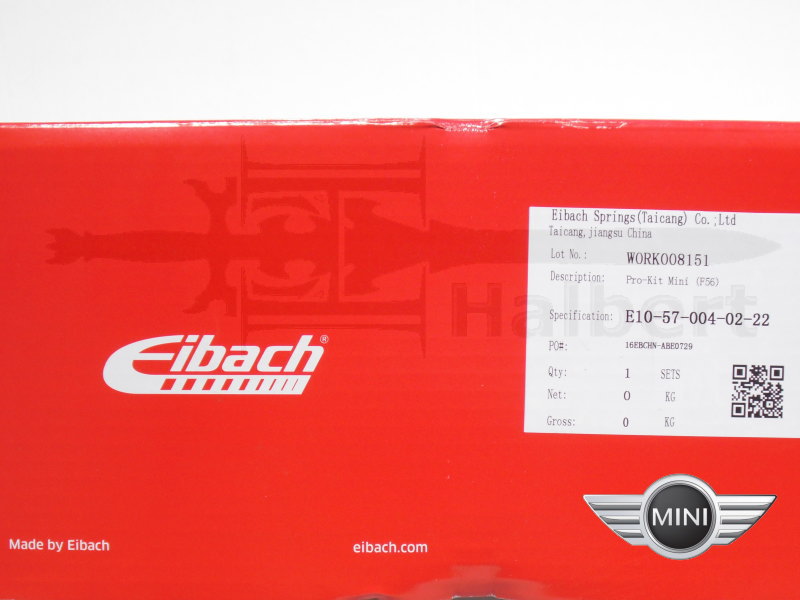 Eibach Springs(Taicang) Co.;Ltd
Taicang,jiangsu China
Lot No.: WORK008151
Description: Pro-Kit Mini (F56)
Halbert
Specification: E10-57-004-02-22
PO#: 16EBCHN-ABE0729
Eibach®
Qty: 1 SETS
Net: 0 KG
Gross: 0 KG
MINI
Made by Eibach
eibach.com